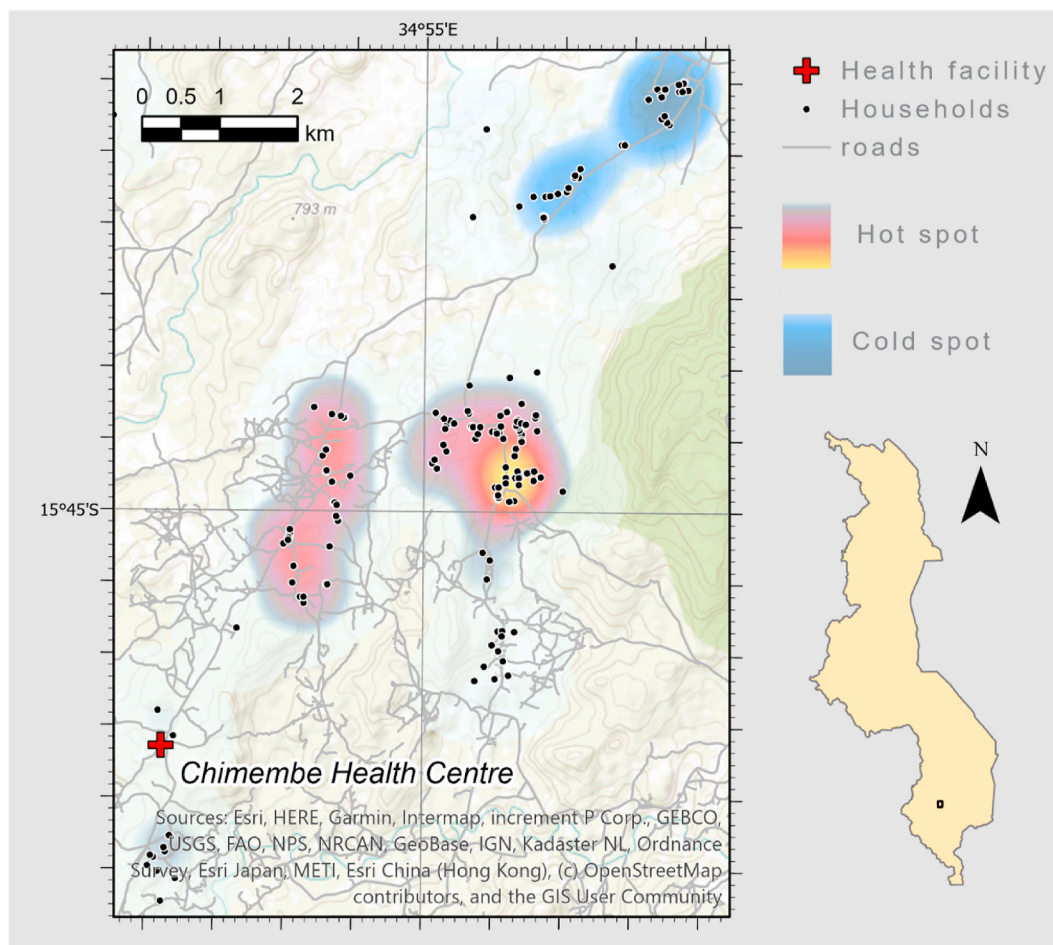 34°55'E
0 0.5 1 2
km
793 m
15°45'S
Chimembe Health Centre
Sources: Esri, HERE, Garmin, Intermap, increment P Corp., GEBCO,
USGS, FAO, NPS, NRCAN, GeoBase, IGN, Kadaster NL, Ordnance
Survey, Esri Japan, METI, Esri China (Hong Kong), (c) OpenStreetMap
contributors, and the GIS User Community
Health facility
Households
roads
Hot spot
Cold spot
N